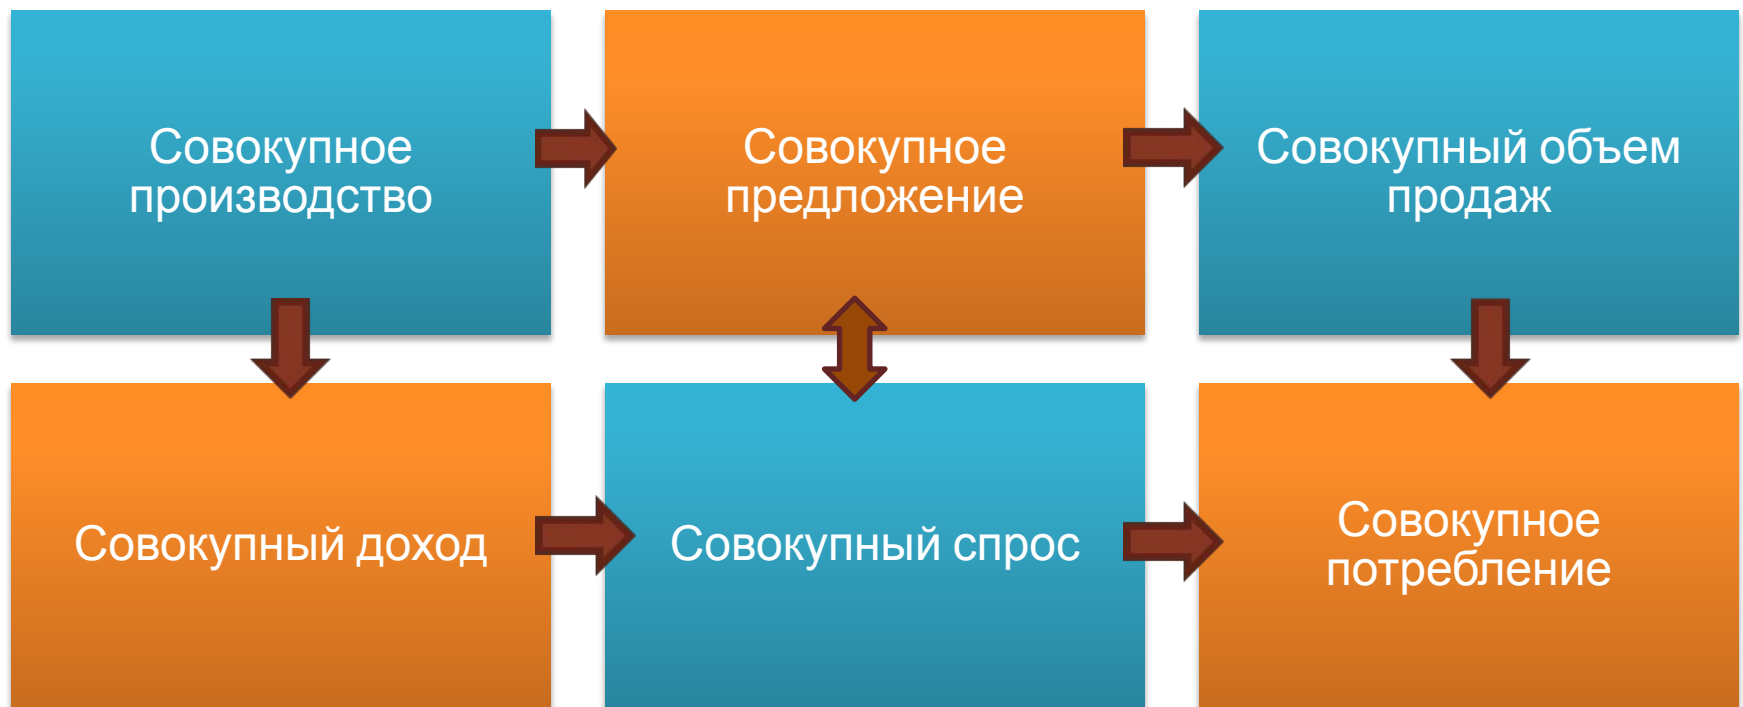 Совокупное
производство
Совокупное
предложение
Совокупный объем
продаж
Совокупный доход
Совокупный спрос
Совокупное
потребление